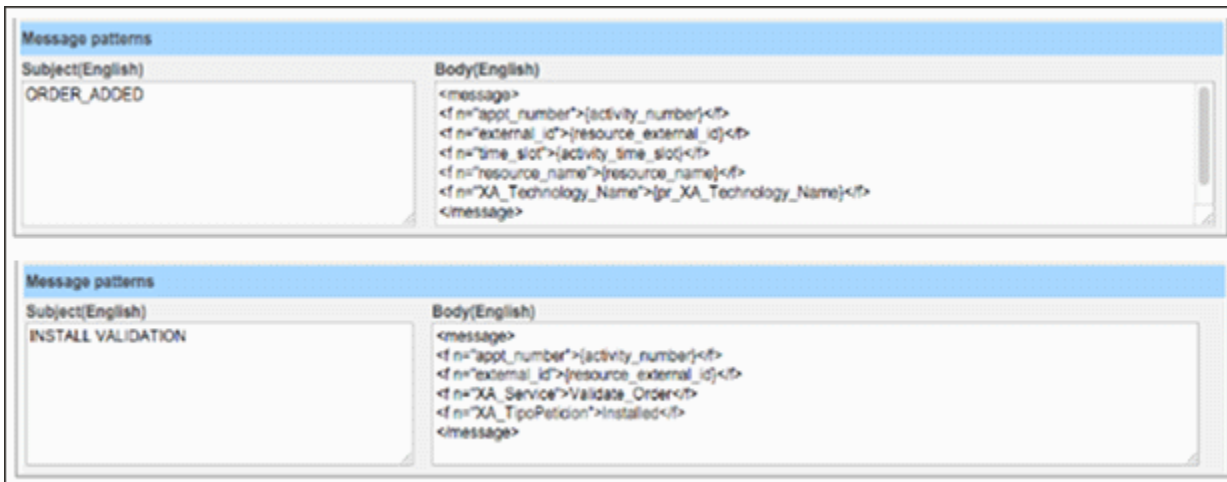 Message patterns
Subject(English)
Body(English)
ORDER_ADDED
<message>
<f n="appt_number">{activity_number}</f>
<f n="external_id">{resource_external_id}</f>
<f n="time_slot">{activity_time_slot}</f>
<f n="resource_name">{resource_name}</f>
<f n="XA_Technology_Name">{pr_XA_Technology_Name}</f>
</message>
Message patterns
Subject(English)
Body(English)
INSTALL VALIDATION
<message>
<f n="appt_number">{activity_number}</f>
<f n="external_id">{resource_external_id}</f>
<f n="XA_Service">Validate_Order</f>
<f n="XA_TipoPeticion">Installed</f>
</message>